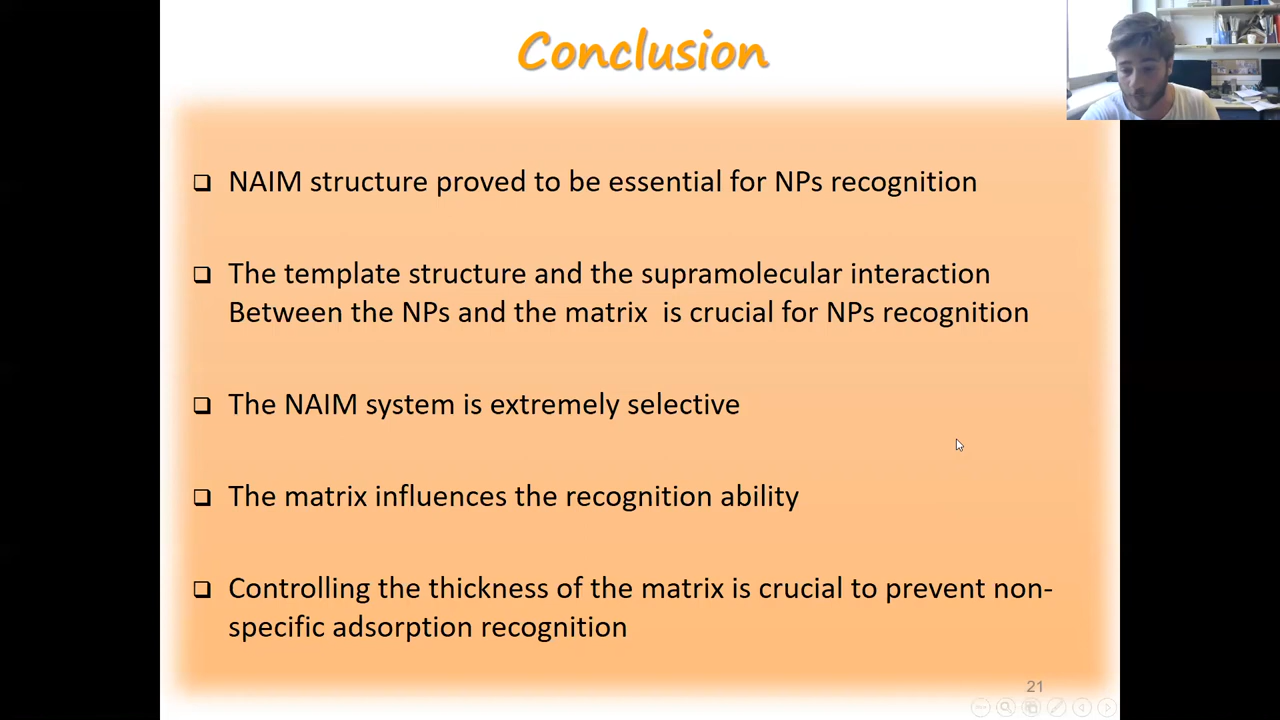 Conclusion
❑ NAIM structure proved to be essential for NPs recognition
❑ The template structure and the supramolecular interaction
Between the NPs and the matrix  is crucial for NPs recognition
❑ The NAIM system is extremely selective
❑ The matrix influences the recognition ability
❑ Controlling the thickness of the matrix is crucial to prevent non-
specific adsorption recognition
21